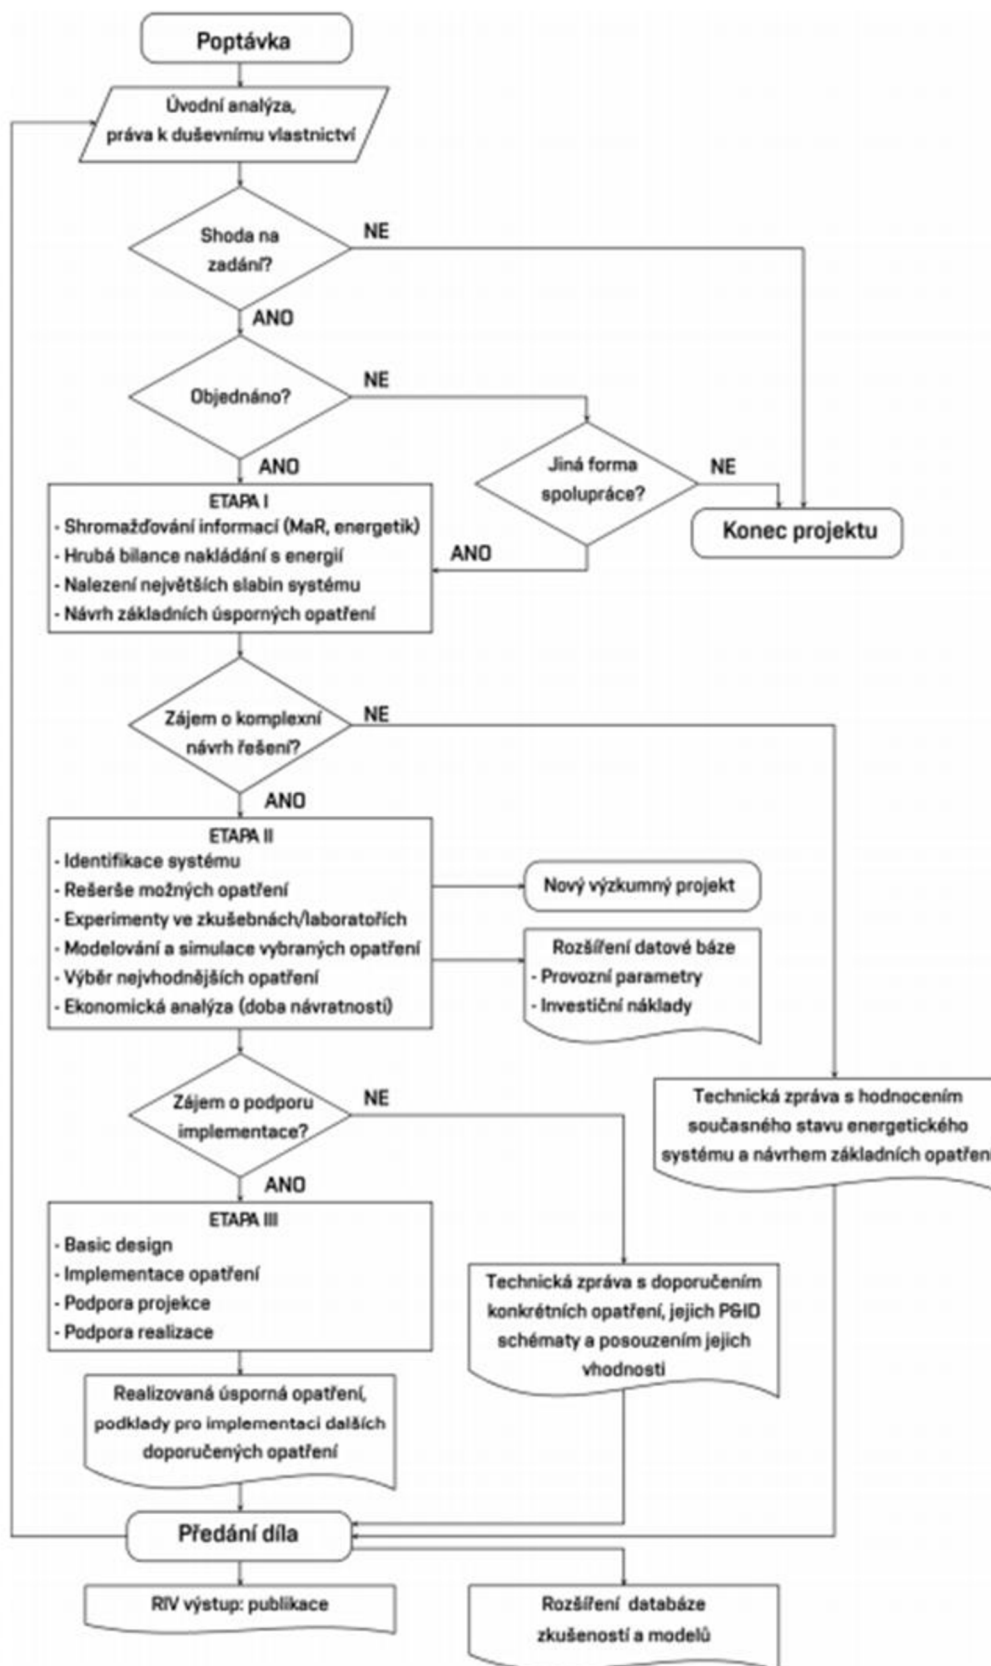 Poptávka
Úvodní analýza,
práva k duševnímu vlastnictví
Shoda na
zadání?
NE
ANO
Objednáno?
NE
ANO
Jiná forma
spolupráce?
NE
ANO
Konec projektu
ETAPA I
- Shromažďování informací (MaR, energetik)
- Hrubá bilance nakládání s energií
- Nalezení největších slabin systému
- Návrh základních úsporných opatření
Zájem o komplexní
návrh řešení?
NE
ANO
ETAPA II
- Identifikace systému
- Rešerše možných opatření
- Experimenty ve zkušebnách/laboratořích
- Modelování a simulace vybraných opatření
- Výběr nejvhodnějších opatření
- Ekonomická analýza (doba návratnosti)
Nový výzkumný projekt
Rozšíření datové báze
- Provozní parametry
- Investiční náklady
Zájem o podporu
implementace?
NE
ANO
Technická zpráva s hodnocením
současného stavu energetického
systému a návrhem základních opatření
ETAPA III
- Basic design
- Implementace opatření
- Podpora projekce
- Podpora realizace
Technická zpráva s doporučením
konkrétních opatření, jejich P&ID
schématy a posouzením jejich
vhodnosti
Realizovaná úsporná opatření,
podklady pro implementaci dalších
doporučených opatření
Předání díla
RIV výstup: publikace
Rozšíření databáze
zkušeností a modelů